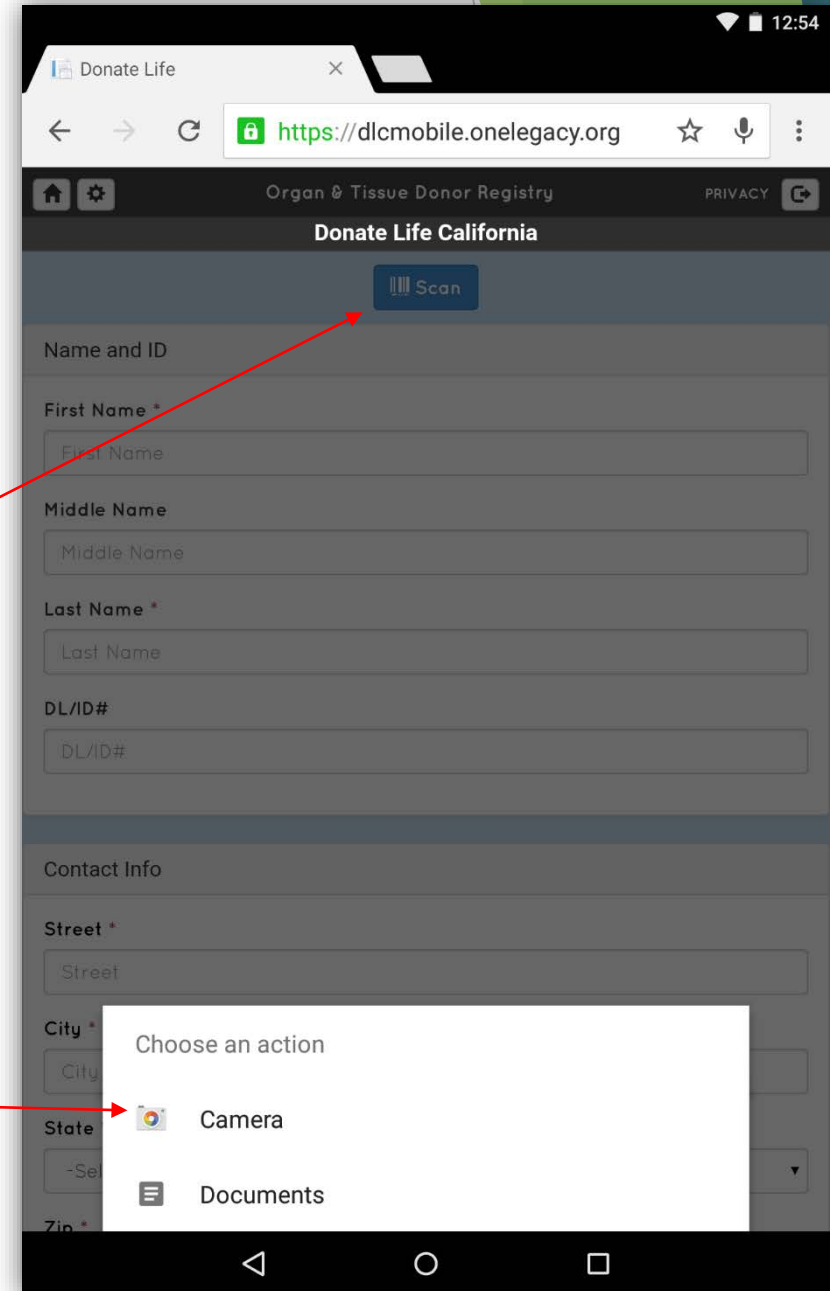 12:54
Donate Life
https://dlcmobile.onelegacy.org
Organ & Tissue Donor Registry PRIVACY
Donate Life California
Scan
Name and ID
First Name *
First Name
Middle Name
Middle Name
Last Name *
Last Name
DL/ID#
DL/ID#
Contact Info
Street *
Street
City *
City
Choose an action
Camera
State
-Sel
Documents
Zip *